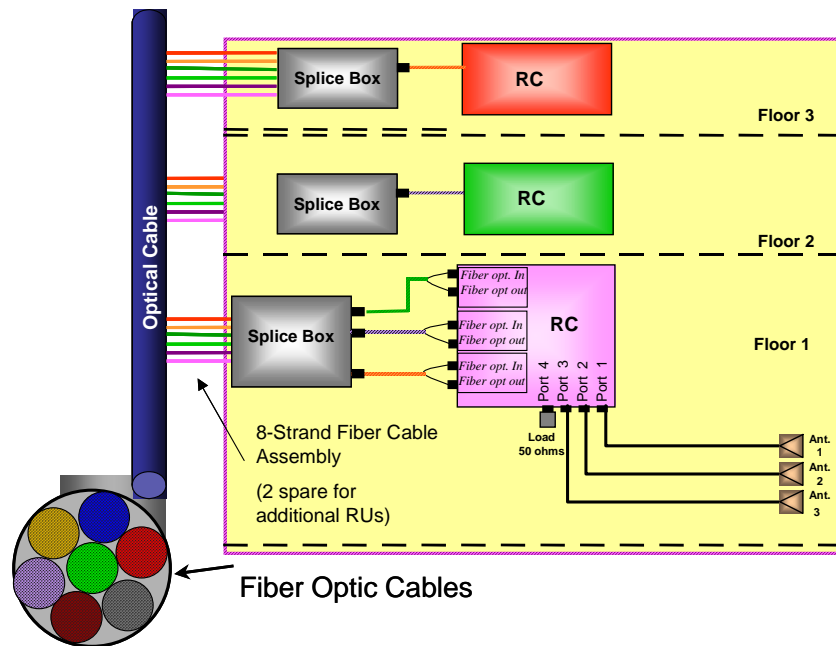 Optical Cable
Splice Box
RC
Floor 3
Splice Box
RC
Floor 2
Splice Box
Fiber opt. In
Fiber opt out
Fiber opt. In
Fiber opt out
Fiber opt. In
Fiber opt out
RC
Port 4
Port 3
Port 2
Port 1
Floor 1
Load
50 ohms
Ant.
1
Ant.
2
Ant.
3
8-Strand Fiber Cable
Assembly
(2 spare for
additional RUs)
Fiber Optic Cables